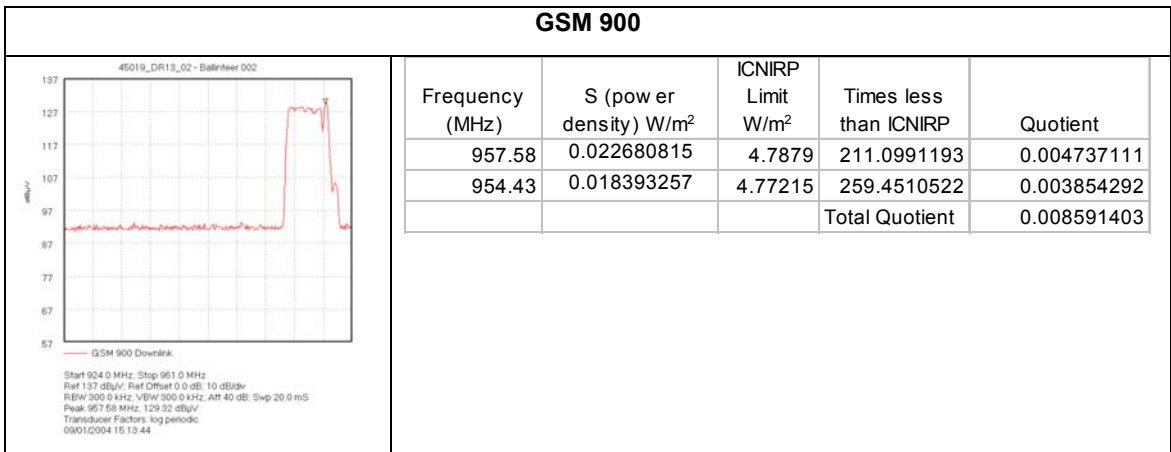 GSM 900
45019_DR13_02 - Ballinteer 002
137
127
117
107
97
87
77
67
57
dBµV
GSM 900 Downlink
Start 924.0 MHz; Stop 961.0 MHz
Ref 137 dBµV; Ref Offset 0.0 dB; 10 dB/div
RBW 300.0 kHz; VBW 300.0 kHz; Att 40 dB; Swp 20.0 mS
Peak 957.58 MHz, 129.32 dBµV
Transducer Factors: log periodic
09/01/2004 15:13:44
Frequency (MHz) S (pow er density) W/m² ICNIRP Limit W/m² Times less than ICNIRP Quotient
957.58 0.022680815 4.7879 211.0991193 0.004737111
954.43 0.018393257 4.77215 259.4510522 0.003854292
Total Quotient 0.008591403